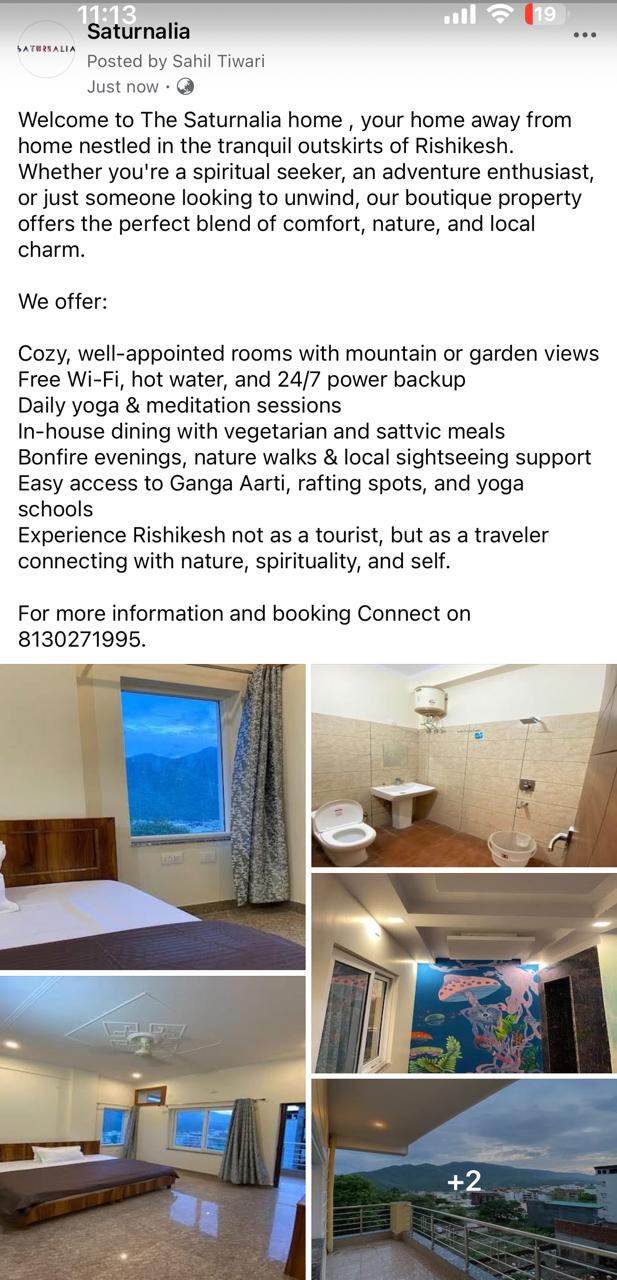 11:13
19
Saturnalia
SATURNALIA
Posted by Sahil Tiwari
Just now ·
Welcome to The Saturnalia home , your home away from
home nestled in the tranquil outskirts of Rishikesh.
Whether you're a spiritual seeker, an adventure enthusiast,
or just someone looking to unwind, our boutique property
offers the perfect blend of comfort, nature, and local
charm.
We offer:
Cozy, well-appointed rooms with mountain or garden views
Free Wi-Fi, hot water, and 24/7 power backup
Daily yoga & meditation sessions
In-house dining with vegetarian and sattvic meals
Bonfire evenings, nature walks & local sightseeing support
Easy access to Ganga Aarti, rafting spots, and yoga
schools
Experience Rishikesh not as a tourist, but as a traveler
connecting with nature, spirituality, and self.
For more information and booking Connect on
8130271995.
+2